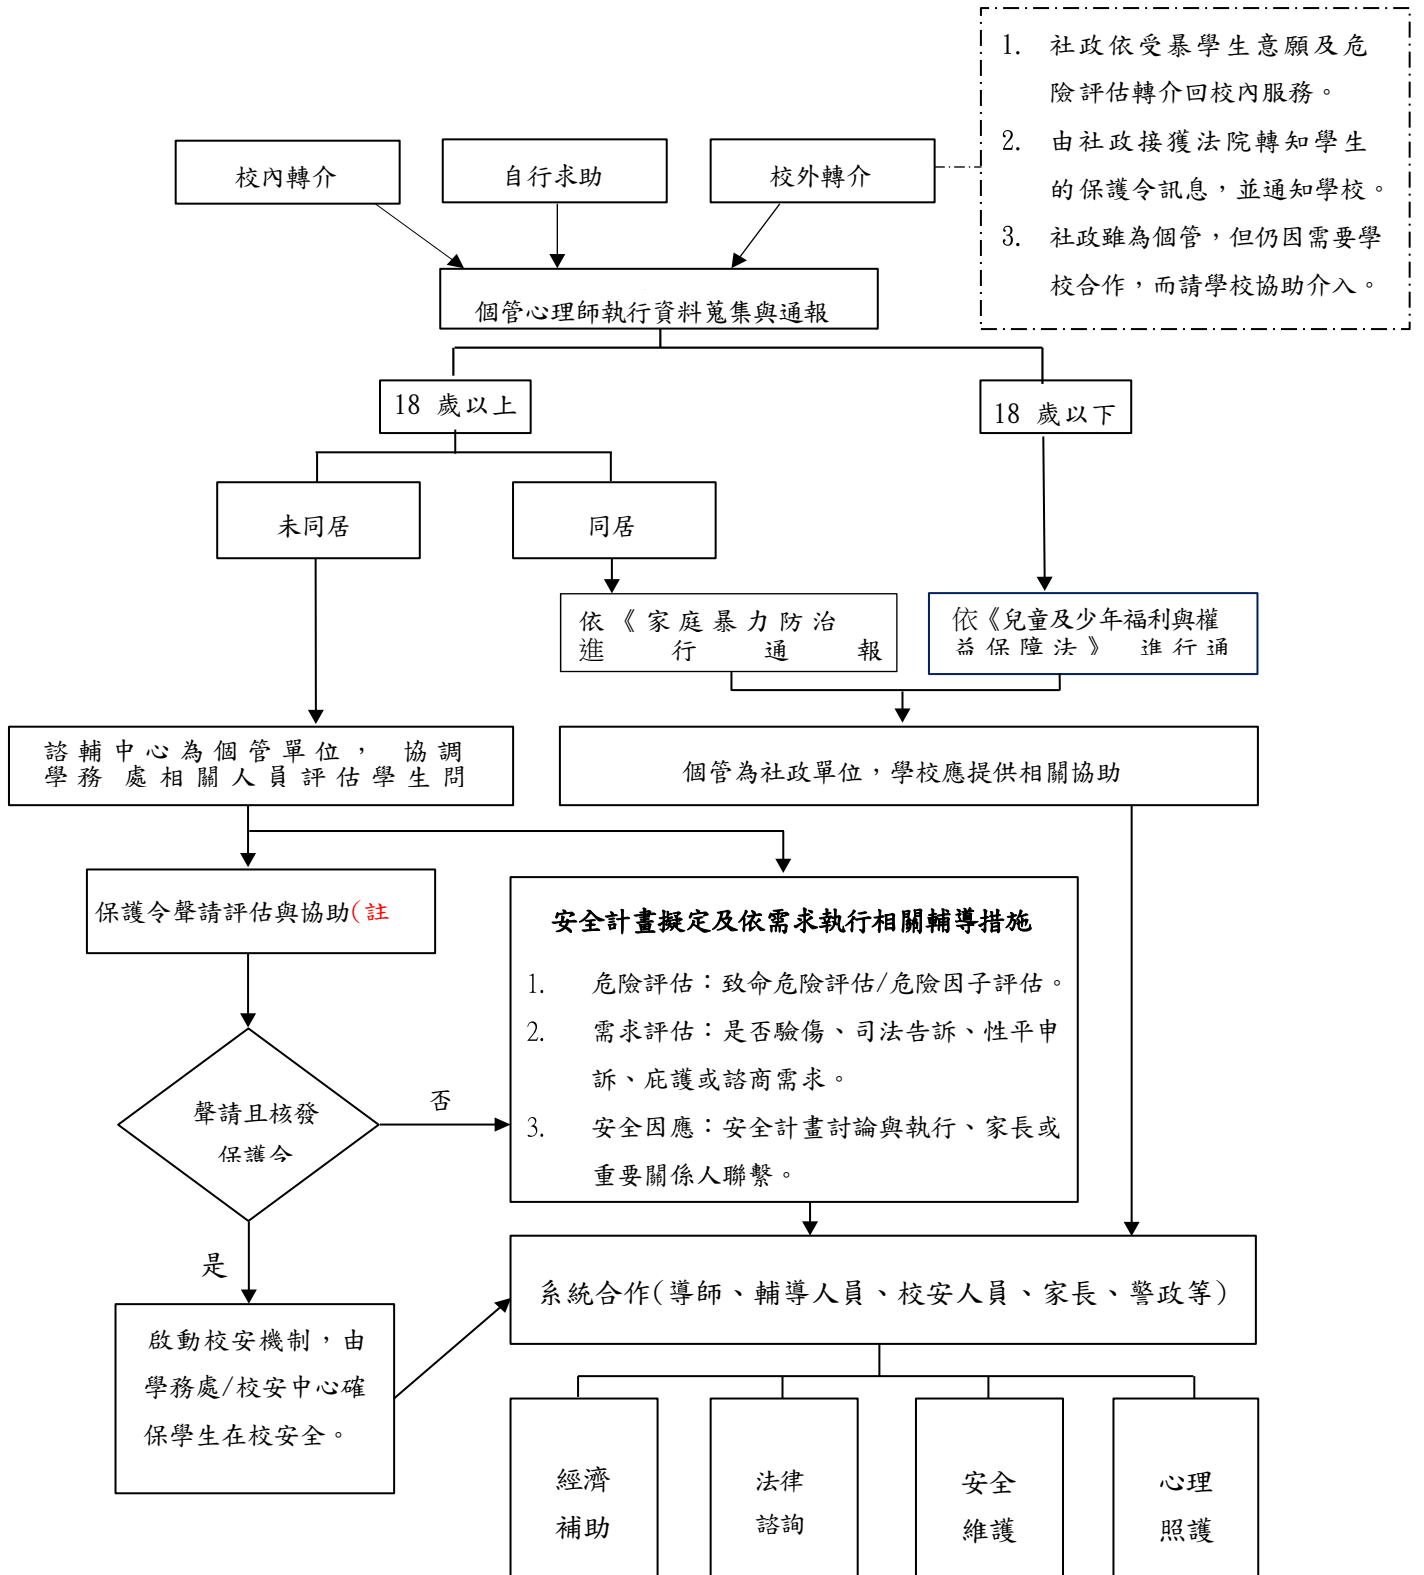 1. 社政依受暴學生意願及危
險評估轉介回校內服務。
2. 由社政接獲法院轉知學生
的保護令訊息，並通知學校。
3. 社政雖為個管，但仍因需要學
校合作，而請學校協助介入。
校內轉介
自行求助
校外轉介
個管心理師執行資料蒐集與通報
18 歲以上
18 歲以下
未同居
同居
依《家庭暴力防治
進行通報
依《兒童及少年福利與權
益保障法》 進行通
諮輔中心為個管單位， 協調
學務 處相關人員評估學生問
個管為社政單位，學校應提供相關協助
保護令聲請評估與協助(註
安全計畫擬定及依需求執行相關輔導措施
1. 危險評估：致命危險評估/危險因子評估。
2. 需求評估：是否驗傷、司法告訴、性平申
訴、庇護或諮商需求。
3. 安全因應：安全計畫討論與執行、家長或
重要關係人聯繫。
聲請且核發
保護令
否
是
系統合作(導師、輔導人員、校安人員、家長、警政等)
啟動校安機制，由
學務處/校安中心確
保學生在校安全。
經濟
補助
法律
諮詢
安全
維護
心理
照護